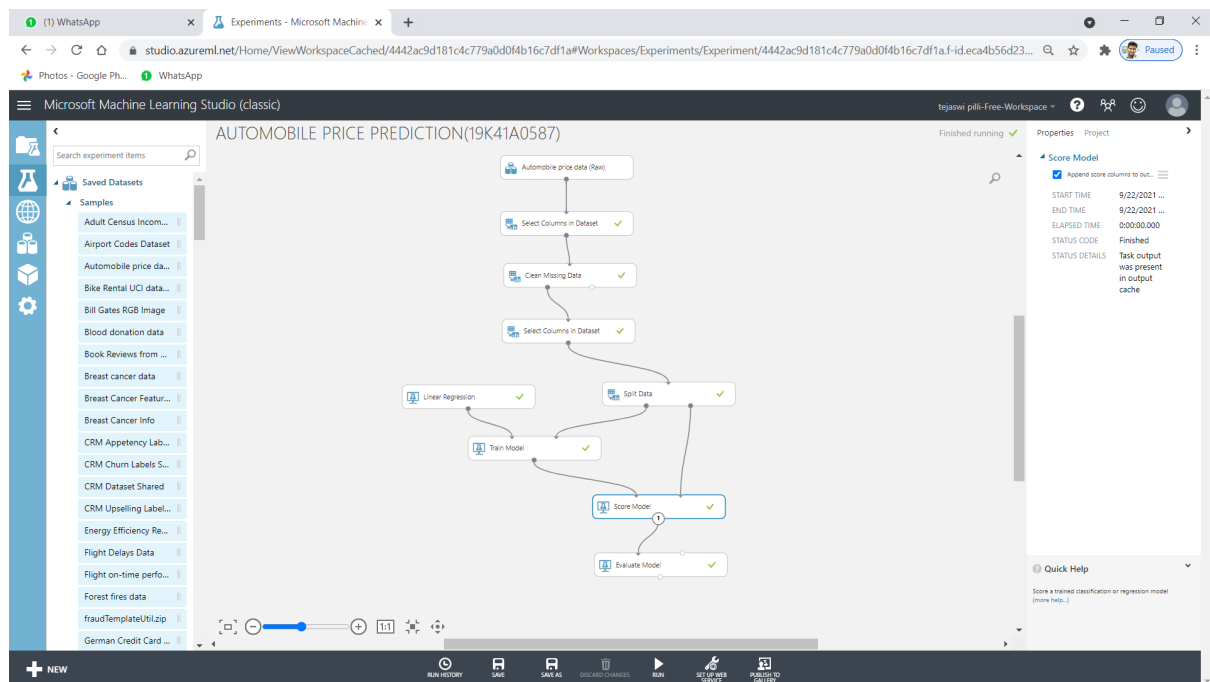 (1) WhatsApp
Experiments - Microsoft Machine
studio.azureml.net/Home/ViewWorkspaceCached/4442ac9d181c4c779a0d0f4b16c7df1a#Workspaces/Experiments/Experiment/4442ac9d181c4c779a0d0f4b16c7df1a.f-id.eca4b56d23...
Paused
Photos - Google Ph...
WhatsApp
Microsoft Machine Learning Studio (classic)
tejaswi pilli-Free-Workspace
Search experiment items
Saved Datasets
Samples
Adult Census Incom...
Airport Codes Dataset
Automobile price da...
Bike Rental UCI data...
Bill Gates RGB Image
Blood donation data
Book Reviews from ...
Breast cancer data
Breast Cancer Featur...
Breast Cancer Info
CRM Appetency Lab...
CRM Churn Labels S...
CRM Dataset Shared
CRM Upselling Label...
Energy Efficiency Re...
Flight Delays Data
Flight on-time perfo...
Forest fires data
fraudTemplateUtil.zip
German Credit Card ...
AUTOMOBILE PRICE PREDICTION(19K41A0587)
Finished running
Automobile price data (Raw)
Select Columns in Dataset
Clean Missing Data
Select Columns in Dataset
Linear Regression
Split Data
Train Model
Score Model
1
Evaluate Model
1:1
Properties Project
Score Model
Append score columns to out...
START TIME 9/22/2021 ...
END TIME 9/22/2021 ...
ELAPSED TIME 0:00:00.000
STATUS CODE Finished
STATUS DETAILS Task output
was present
in output
cache
Quick Help
Score a trained classification or regression model
(more help...)
NEW
RUN HISTORY
SAVE
SAVE AS
DISCARD CHANGES
RUN
SET UP WEB
SERVICE
PUBLISH TO
GALLERY